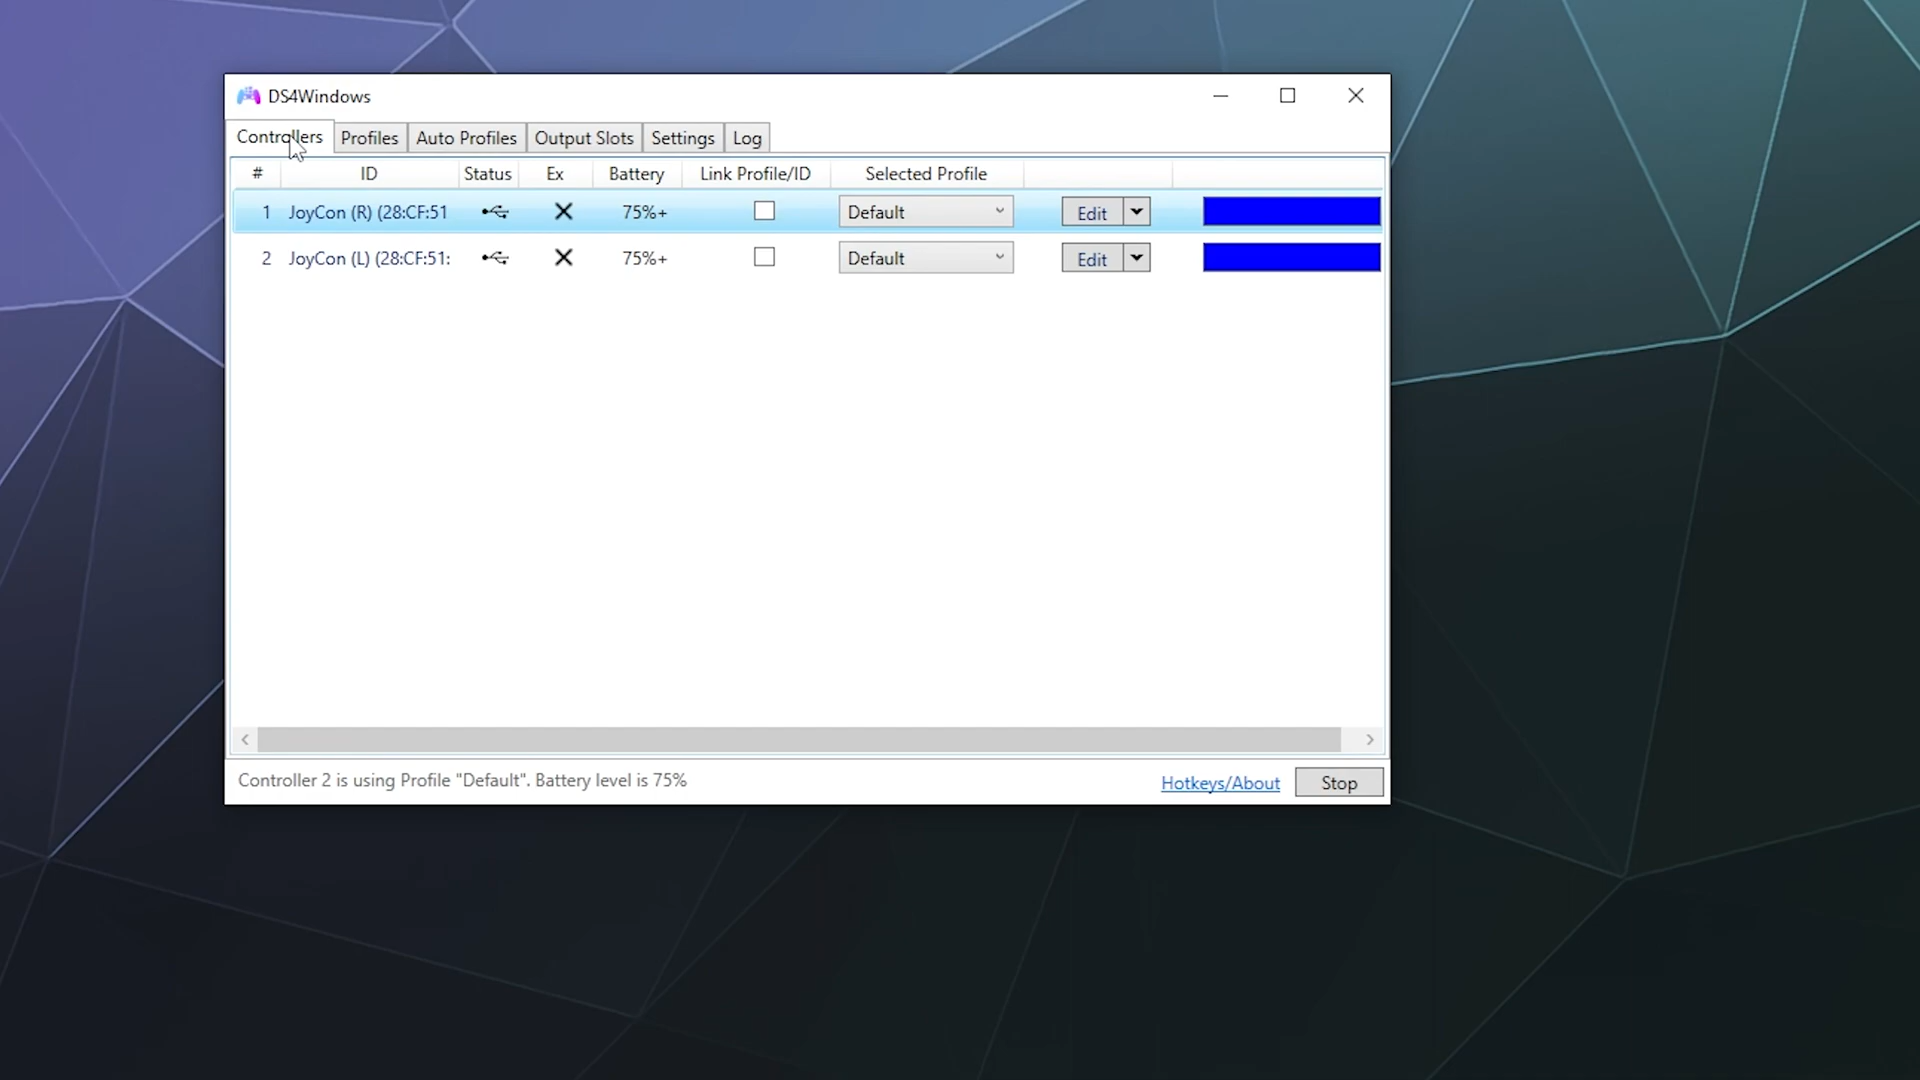 DS4Windows
Controllers Profiles Auto Profiles Output Slots Settings Log
# ID Status Ex Battery Link Profile/ID Selected Profile
1 JoyCon (R) (28:CF:51 75%+ Default Edit
2 JoyCon (L) (28:CF:51: 75%+ Default Edit
Controller 2 is using Profile "Default". Battery level is 75% Hotkeys/About Stop